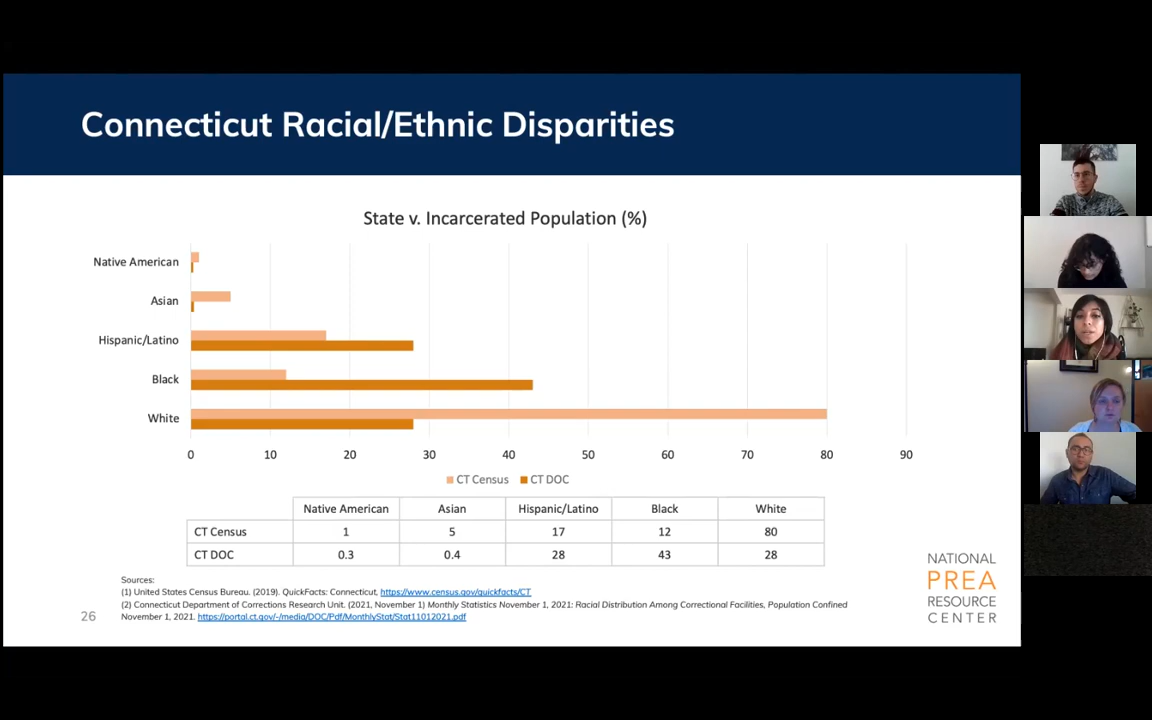 Connecticut Racial/Ethnic Disparities
State v. Incarcerated Population (%)
Native American
Asian
Hispanic/Latino
Black
White
0 10 20 30 40 50 60 70 80 90
CT Census CT DOC
Native American Asian Hispanic/Latino Black White
CT Census 1 5 17 12 80
CT DOC 0.3 0.4 28 43 28
Sources:
(1) United States Census Bureau. (2019). QuickFacts: Connecticut, https://www.census.gov/quickfacts/CT
(2) Connecticut Department of Corrections Research Unit. (2021, November 1) Monthly Statistics November 1, 2021: Racial Distribution Among Correctional Facilities, Population Confined
November 1, 2021. https://portal.ct.gov/-/media/DOC/Pdf/MonthlyStat/Stat11012021.pdf
26
NATIONAL
PREA
RESOURCE
CENTER